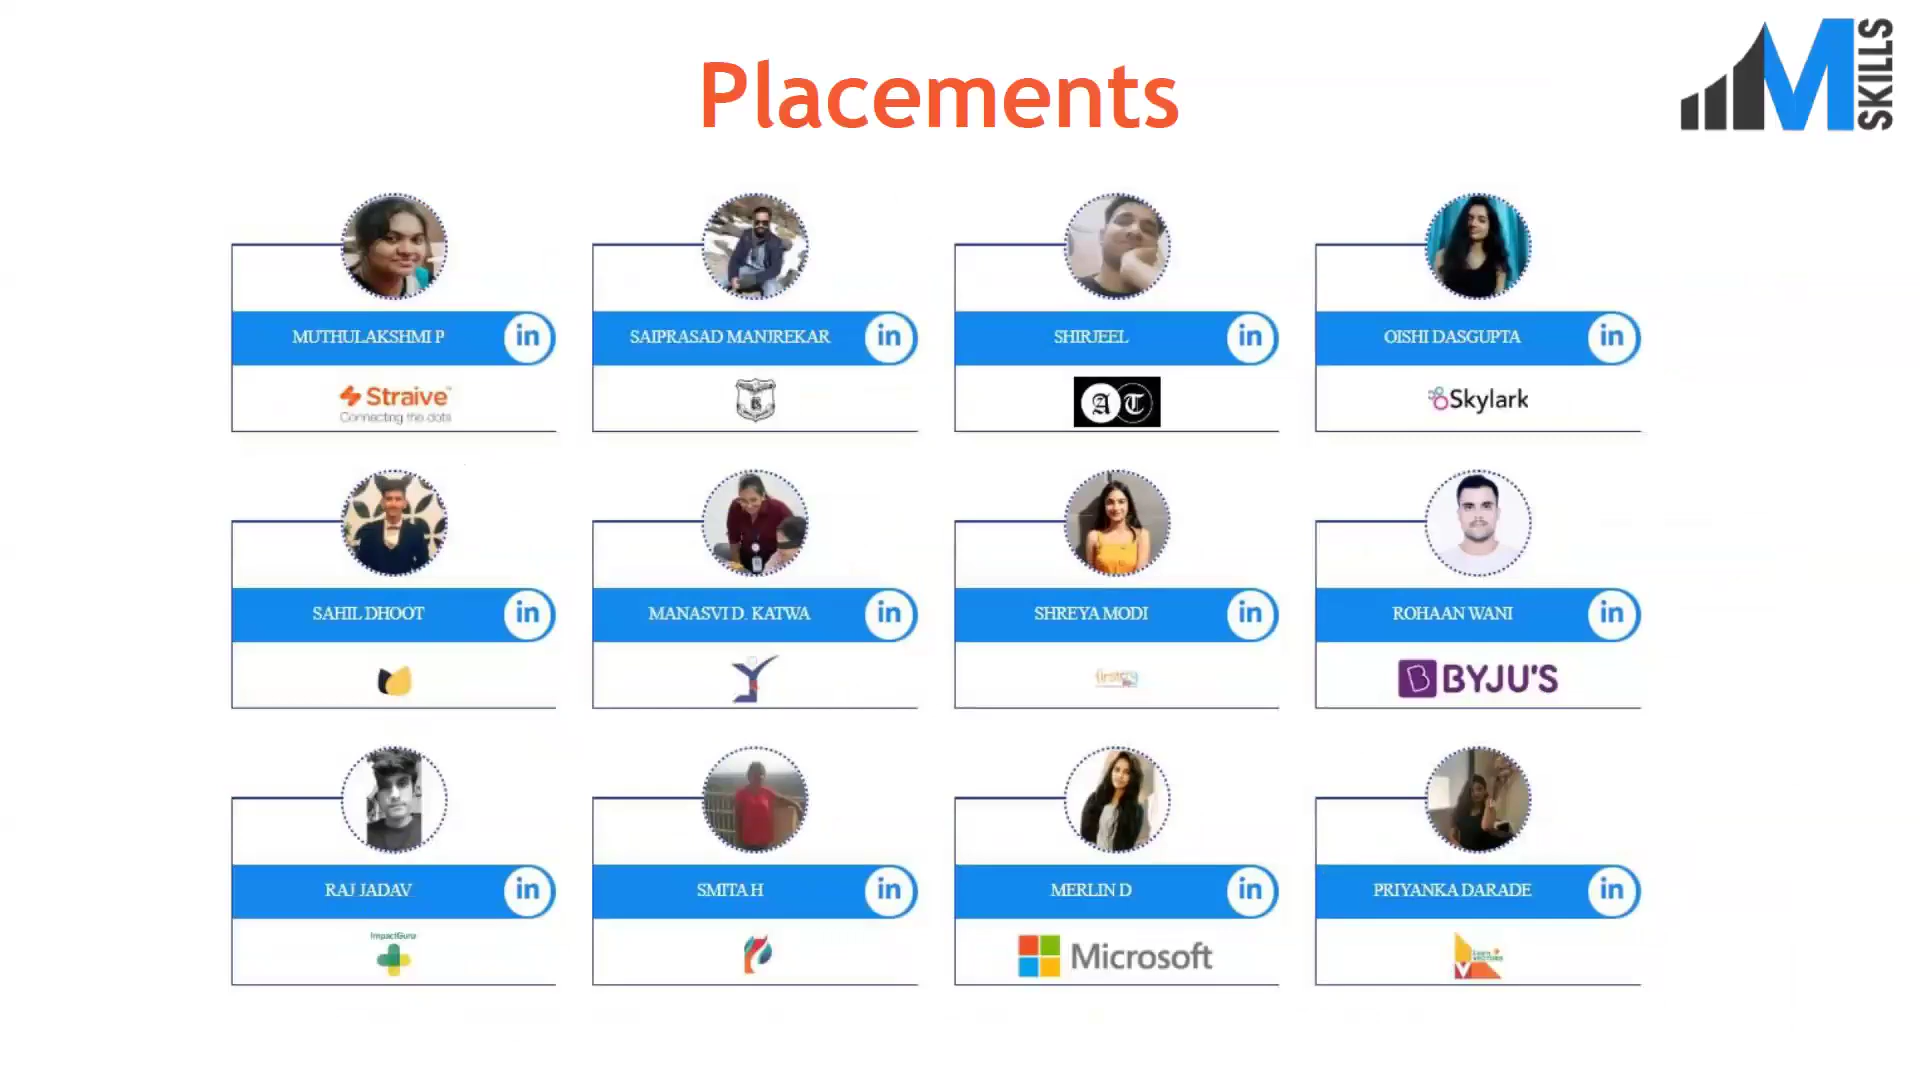 Placements
M SKILLS
MUTHULAKSHMI P in
SAIPRASAD MANJREKAR in
SHIRJEEL in
OISHI DASGUPTA in
Straive
Connecting the dots
A T
Skylark
SAHIL DHOOT in
MANASVI D. KATWA in
SHREYA MODI in
ROHAAN WANI in
firstcry
B BYJU'S
RAJ JADAV in
SMITA H in
MERLIN D in
PRIYANKA DARADE in
ImpactGuru
Microsoft